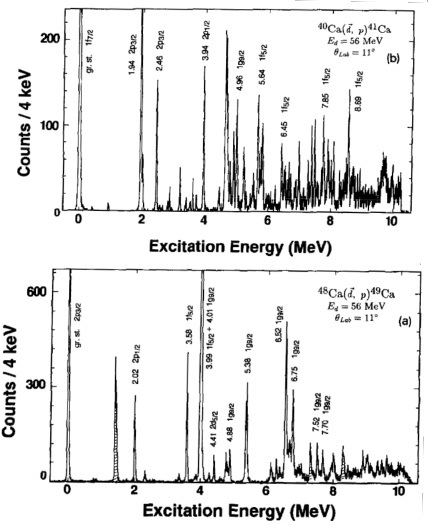 200
100
0
Counts / 4 keV
gr. st. 1f7/2
1.94 2p3/2
2.46 2p3/2
3.94 2p1/2
4.96 1g9/2
5.64 1f5/2
6.45 1f5/2
7.85 1f5/2
8.69 1f5/2
⁴⁰Ca(d⃗, p)⁴¹Ca
E_d = 56 MeV
θ_Lab = 11°
(b)
0 2 4 6 8 10
Excitation Energy (MeV)
600
300
0
Counts / 4 keV
gr. st. 2p3/2
2.02 2p1/2
3.58 1f5/2
3.99 1f5/2 + 4.01 1g9/2
4.41 2d5/2
4.88 1g9/2
5.38 1g9/2
6.52 1g9/2
6.75 1g9/2
7.52 1g9/2
7.70 1g9/2
⁴⁸Ca(d⃗, p)⁴⁹Ca
E_d = 56 MeV
θ_Lab = 11°
(a)
0 2 4 6 8 10
Excitation Energy (MeV)